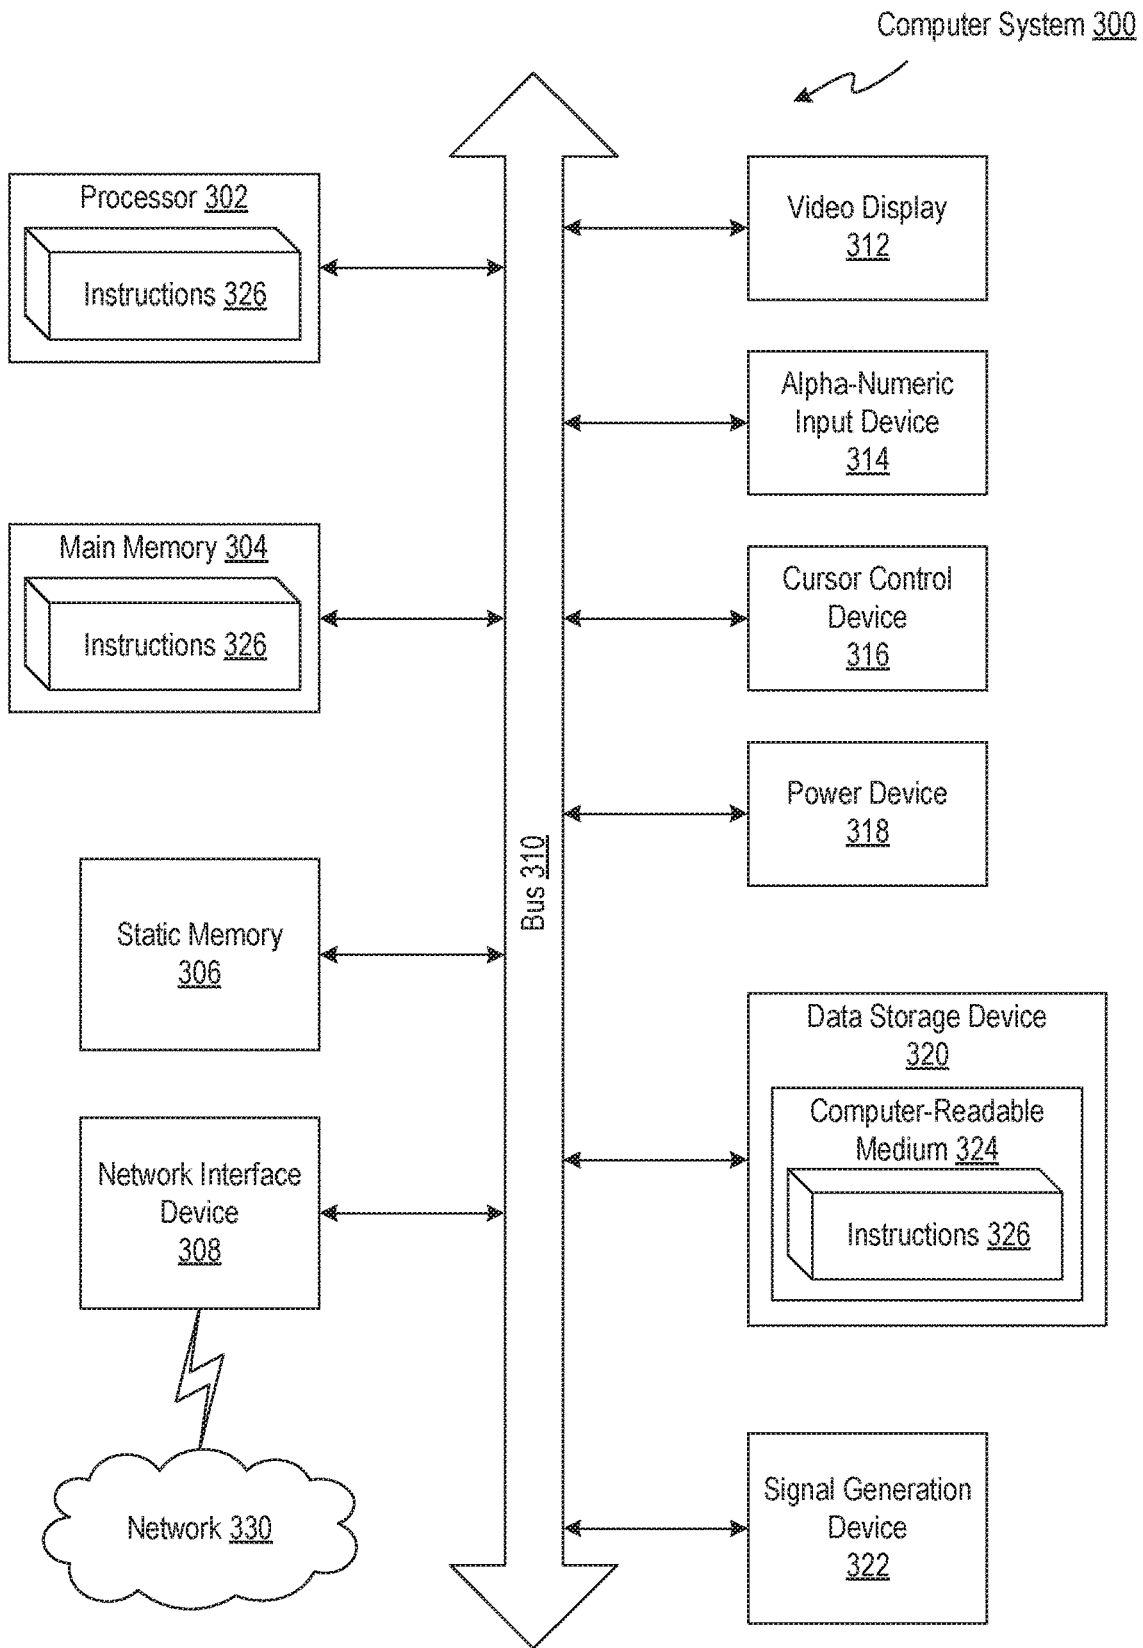 Computer System 300
Processor 302
Instructions 326
Main Memory 304
Instructions 326
Static Memory
306
Network Interface
Device
308
Network 330
Bus 310
Video Display
312
Alpha-Numeric
Input Device
314
Cursor Control
Device
316
Power Device
318
Data Storage Device
320
Computer-Readable
Medium 324
Instructions 326
Signal Generation
Device
322